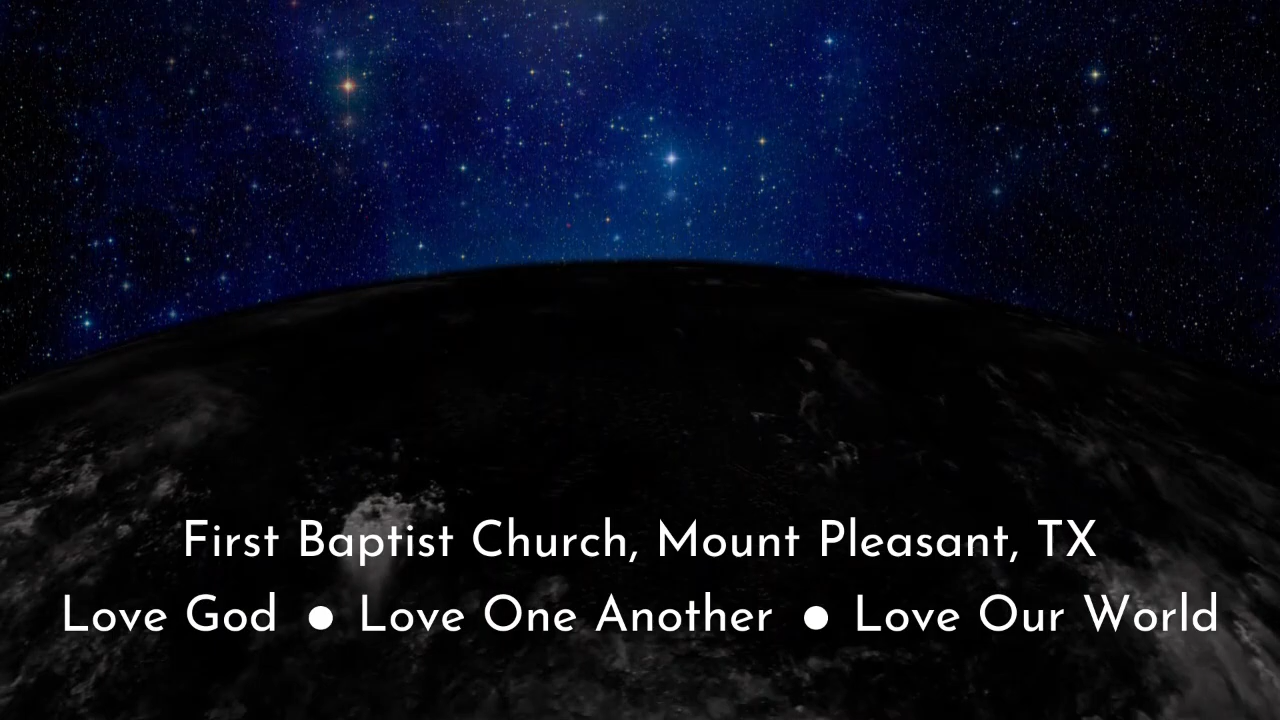 First Baptist Church, Mount Pleasant, TX
Love God ● Love One Another ● Love Our World